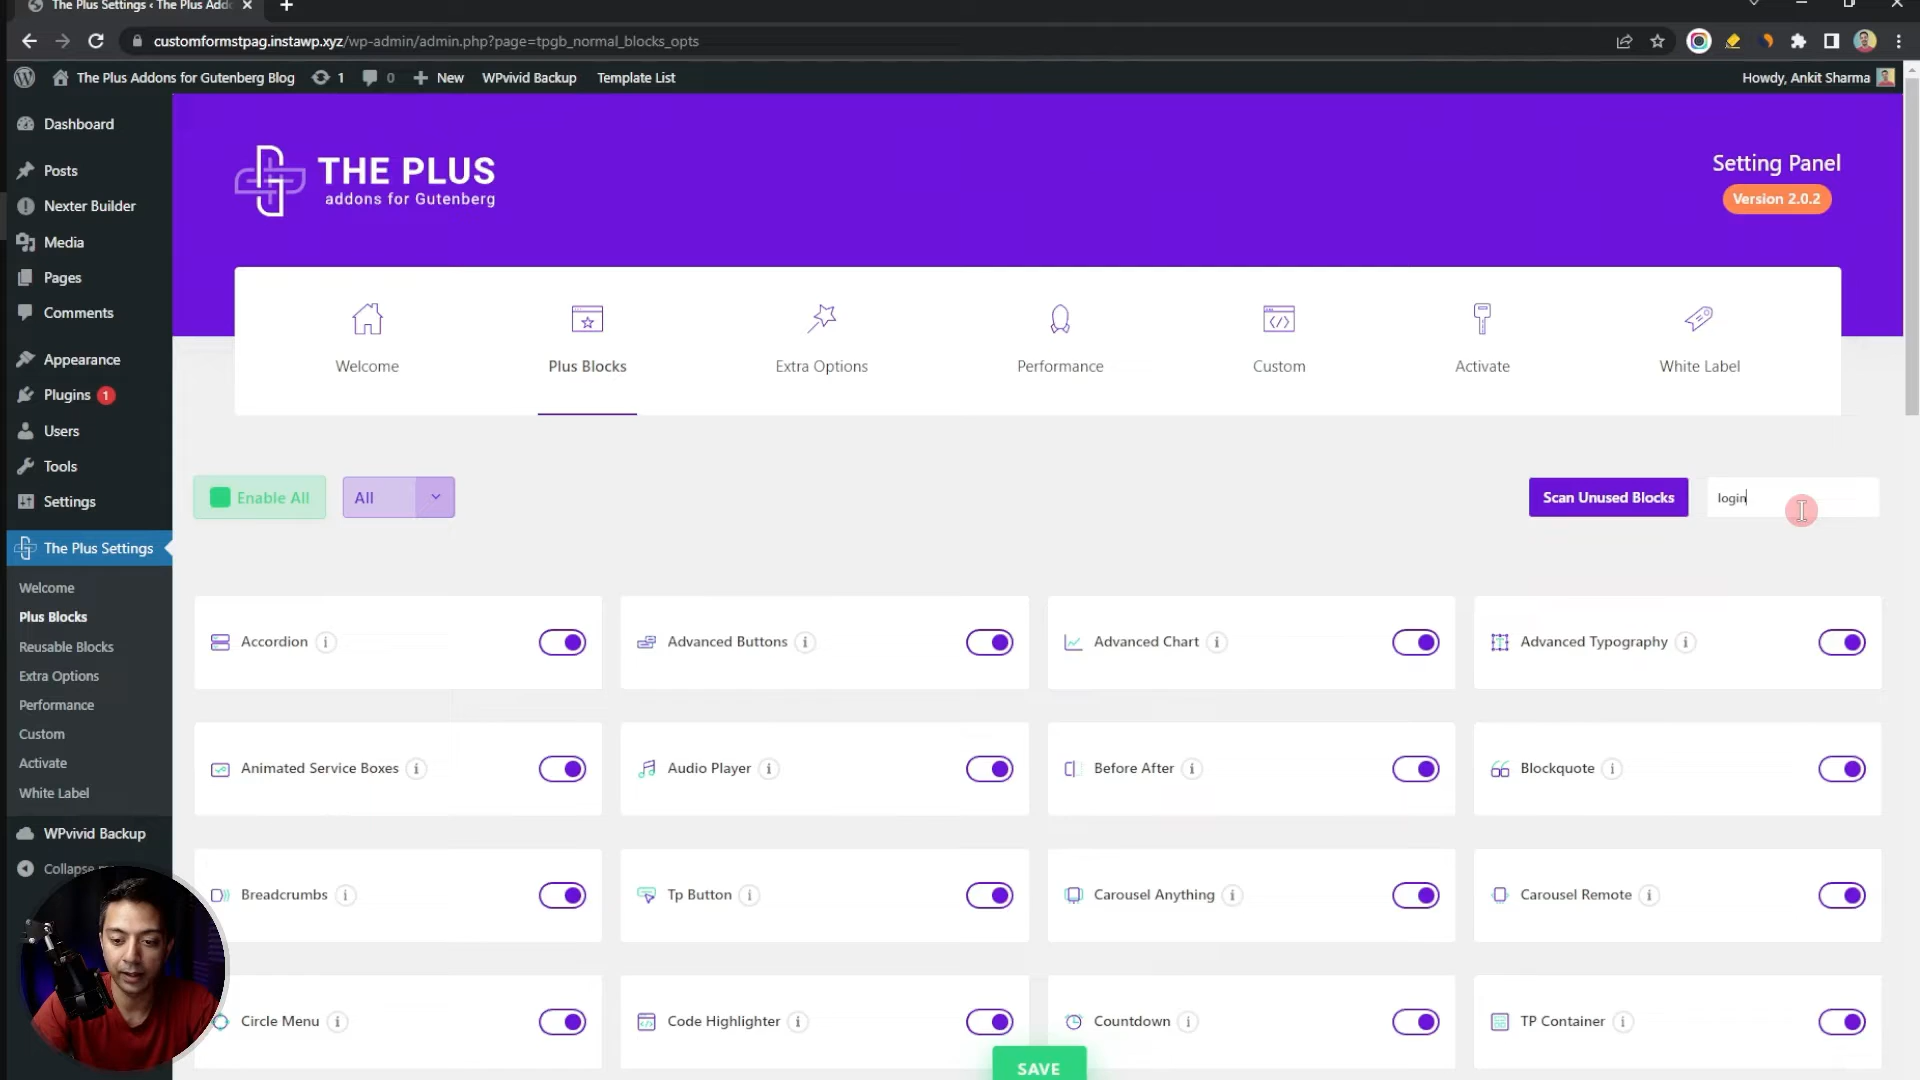 The Plus Settings ‹ The Plus Add
customformstpag.instawp.xyz/wp-admin/admin.php?page=tpgb_normal_blocks_opts
The Plus Addons for Gutenberg Blog
1
0
New
WPvivid Backup
Template List
Howdy, Ankit Sharma
Dashboard
Posts
Nexter Builder
Media
Pages
Comments
Appearance
Plugins 1
Users
Tools
Settings
The Plus Settings
Welcome
Plus Blocks
Reusable Blocks
Extra Options
Performance
Custom
Activate
White Label
WPvivid Backup
Collapse
THE PLUS
addons for Gutenberg
Setting Panel
Version 2.0.2
Welcome
Plus Blocks
Extra Options
Performance
Custom
Activate
White Label
Enable All
All
Scan Unused Blocks
login
Accordion i
Advanced Buttons i
Advanced Chart i
Advanced Typography i
Animated Service Boxes i
Audio Player i
Before After i
Blockquote i
Breadcrumbs i
Tp Button i
Carousel Anything i
Carousel Remote i
Circle Menu i
Code Highlighter i
Countdown i
TP Container i
SAVE